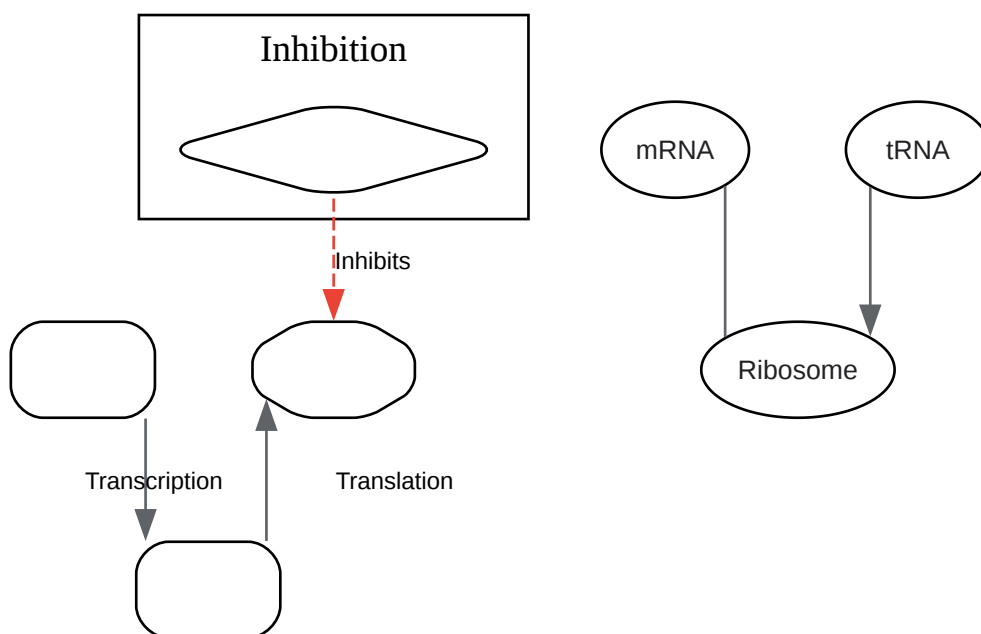 Inhibition
mRNA
tRNA
Inhibits
Ribosome
Transcription
Translation